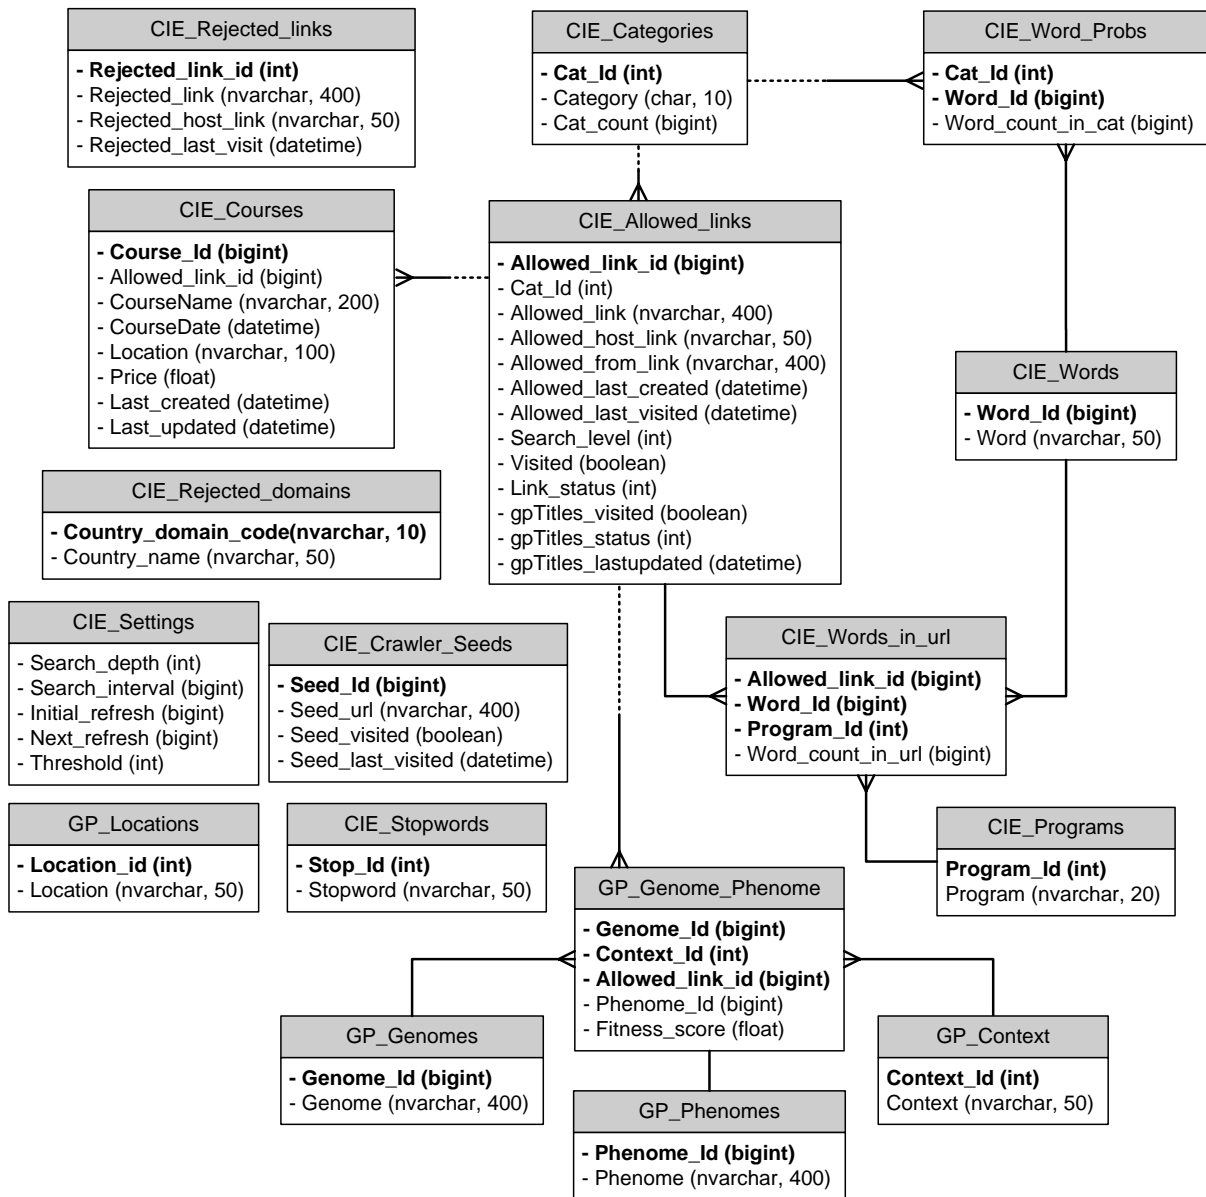 CIE_Rejected_links
- Rejected_link_id (int)
- Rejected_link (nvarchar, 400)
- Rejected_host_link (nvarchar, 50)
- Rejected_last_visit (datetime)
CIE_Categories
- Cat_Id (int)
- Category (char, 10)
- Cat_count (bigint)
CIE_Word_Probs
- Cat_Id (int)
- Word_Id (bigint)
- Word_count_in_cat (bigint)
CIE_Courses
- Course_Id (bigint)
- Allowed_link_id (bigint)
- CourseName (nvarchar, 200)
- CourseDate (datetime)
- Location (nvarchar, 100)
- Price (float)
- Last_created (datetime)
- Last_updated (datetime)
CIE_Allowed_links
- Allowed_link_id (bigint)
- Cat_Id (int)
- Allowed_link (nvarchar, 400)
- Allowed_host_link (nvarchar, 50)
- Allowed_from_link (nvarchar, 400)
- Allowed_last_created (datetime)
- Allowed_last_visited (datetime)
- Search_level (int)
- Visited (boolean)
- Link_status (int)
- gpTitles_visited (boolean)
- gpTitles_status (int)
- gpTitles_lastupdated (datetime)
CIE_Words
- Word_Id (bigint)
- Word (nvarchar, 50)
CIE_Rejected_domains
- Country_domain_code(nvarchar, 10)
- Country_name (nvarchar, 50)
CIE_Settings
- Search_depth (int)
- Search_interval (bigint)
- Initial_refresh (bigint)
- Next_refresh (bigint)
- Threshold (int)
CIE_Crawler_Seeds
- Seed_Id (bigint)
- Seed_url (nvarchar, 400)
- Seed_visited (boolean)
- Seed_last_visited (datetime)
CIE_Words_in_url
- Allowed_link_id (bigint)
- Word_Id (bigint)
- Program_Id (int)
- Word_count_in_url (bigint)
GP_Locations
- Location_id (int)
- Location (nvarchar, 50)
CIE_Stopwords
- Stop_Id (int)
- Stopword (nvarchar, 50)
CIE_Programs
Program_Id (int)
Program (nvarchar, 20)
GP_Genome_Phenome
- Genome_Id (bigint)
- Context_Id (int)
- Allowed_link_id (bigint)
- Phenome_Id (bigint)
- Fitness_score (float)
GP_Genomes
- Genome_Id (bigint)
- Genome (nvarchar, 400)
GP_Context
Context_Id (int)
Context (nvarchar, 50)
GP_Phenomes
- Phenome_Id (bigint)
- Phenome (nvarchar, 400)